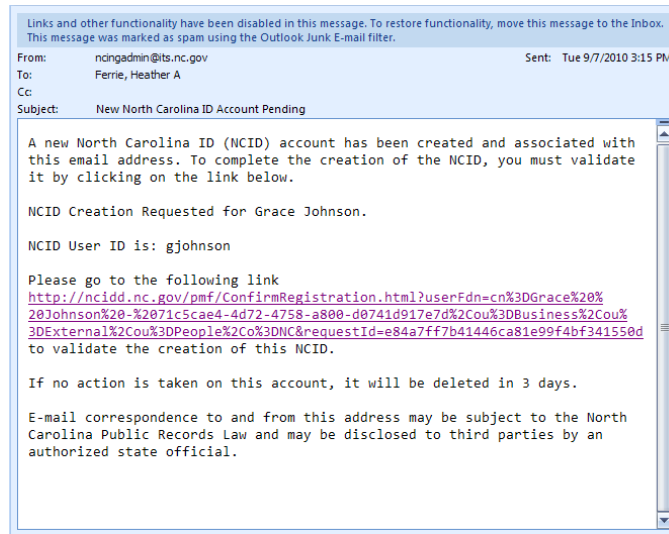 Links and other functionality have been disabled in this message. To restore functionality, move this message to the Inbox.
This message was marked as spam using the Outlook Junk E-mail filter.
From: ncingadmin@its.nc.gov Sent: Tue 9/7/2010 3:15 PM
To: Ferrie, Heather A
Cc:
Subject: New North Carolina ID Account Pending
A new North Carolina ID (NCID) account has been created and associated with
this email address. To complete the creation of the NCID, you must validate
it by clicking on the link below.
NCID Creation Requested for Grace Johnson.
NCID User ID is: gjohnson
Please go to the following link
http://ncidd.nc.gov/pmf/ConfirmRegistration.html?userFdn=cn%3DGrace%20%
20Johnson%20-%2071c5cae4-4d72-4758-a800-d0741d917e7d%2Cou%3DBusiness%2Cou%
3DExternal%2Cou%3DPeople%2Co%3DNC&requestId=e84a7ff7b41446ca81e99f4bf341550d
to validate the creation of this NCID.
If no action is taken on this account, it will be deleted in 3 days.
E-mail correspondence to and from this address may be subject to the North
Carolina Public Records Law and may be disclosed to third parties by an
authorized state official.